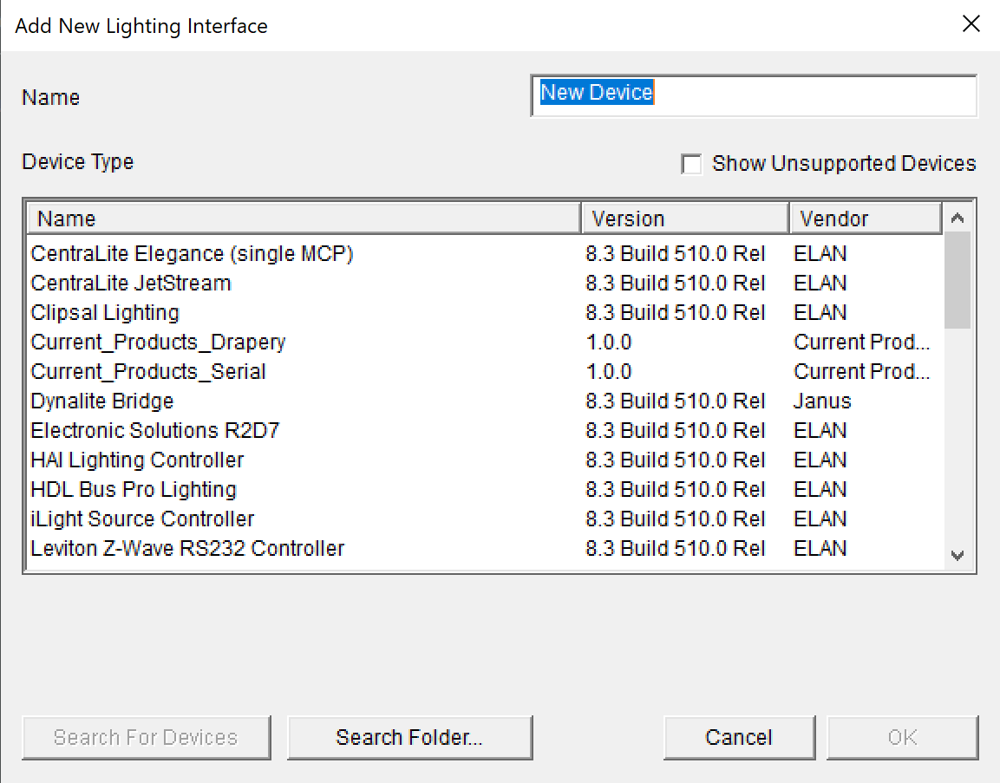 Add New Lighting Interface
Name New Device
Device Type Show Unsupported Devices
Name Version Vendor
CentraLite Elegance (single MCP) 8.3 Build 510.0 Rel ELAN
CentraLite JetStream 8.3 Build 510.0 Rel ELAN
Clipsal Lighting 8.3 Build 510.0 Rel ELAN
Current_Products_Drapery 1.0.0 Current Prod...
Current_Products_Serial 1.0.0 Current Prod...
Dynalite Bridge 8.3 Build 510.0 Rel Janus
Electronic Solutions R2D7 8.3 Build 510.0 Rel ELAN
HAI Lighting Controller 8.3 Build 510.0 Rel ELAN
HDL Bus Pro Lighting 8.3 Build 510.0 Rel ELAN
iLight Source Controller 8.3 Build 510.0 Rel ELAN
Leviton Z-Wave RS232 Controller 8.3 Build 510.0 Rel ELAN
Search For Devices Search Folder... Cancel OK